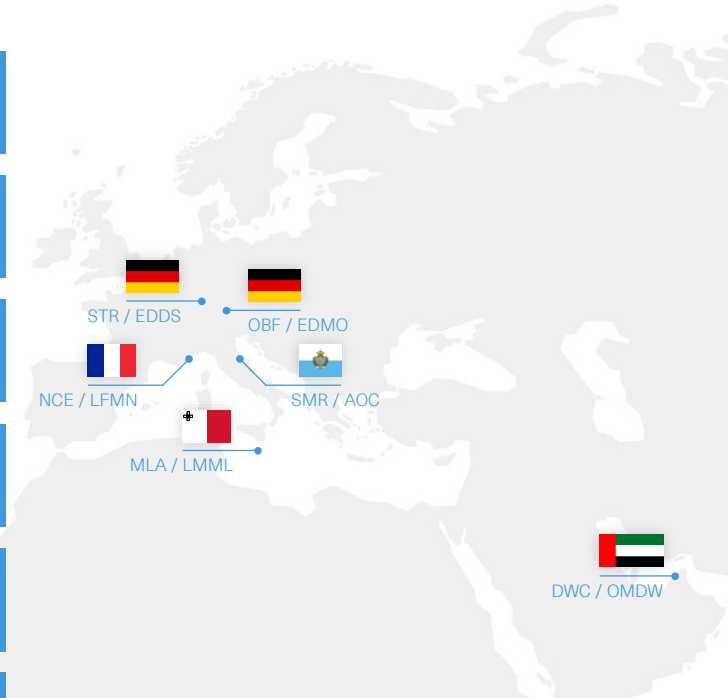 STR / EDDS
OBF / EDMO
NCE / LFMN
SMR / AOC
MLA / LMML
DWC / OMDW